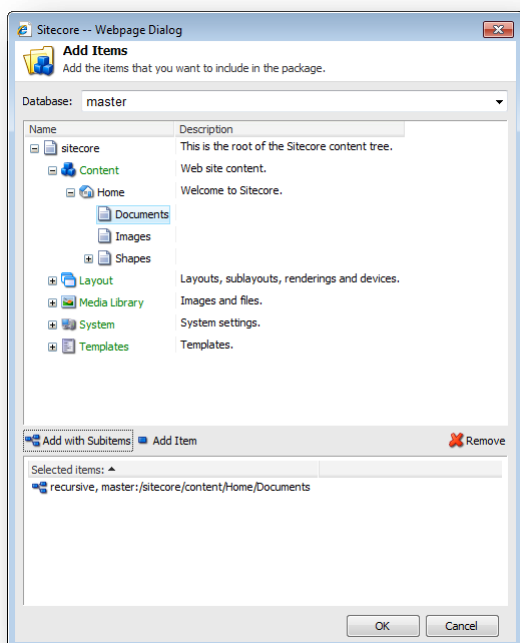 Sitecore -- Webpage Dialog
Add Items
Add the items that you want to include in the package.
Database: master
Name Description
sitecore This is the root of the Sitecore content tree.
Content Web site content.
Home Welcome to Sitecore.
Documents
Images
Shapes
Layout Layouts, sublayouts, renderings and devices.
Media Library Images and files.
System System settings.
Templates Templates.
Add with Subitems Add Item Remove
Selected items:
recursive, master:/sitecore/content/Home/Documents
OK Cancel